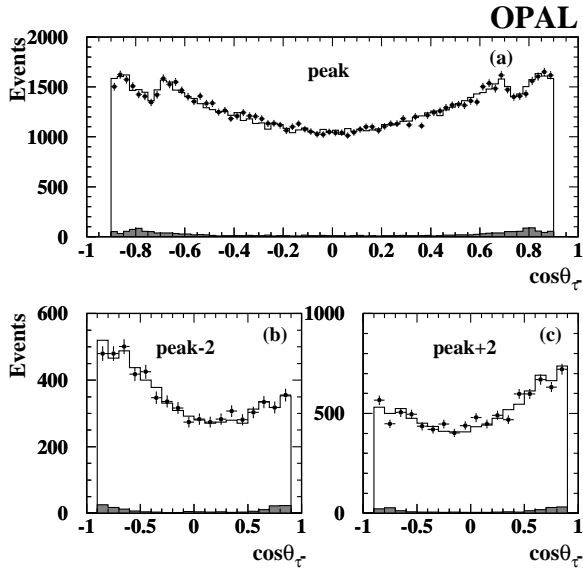 OPAL
Events
2000
1500
1000
500
0
peak
(a)
-1 -0.8 -0.6 -0.4 -0.2 0 0.2 0.4 0.6 0.8 1
cosθτ-
Events
600
400
200
0
peak-2
(b)
-1 -0.5 0 0.5 1
cosθτ-
1000
500
0
peak+2
(c)
-1 -0.5 0 0.5 1
cosθτ-